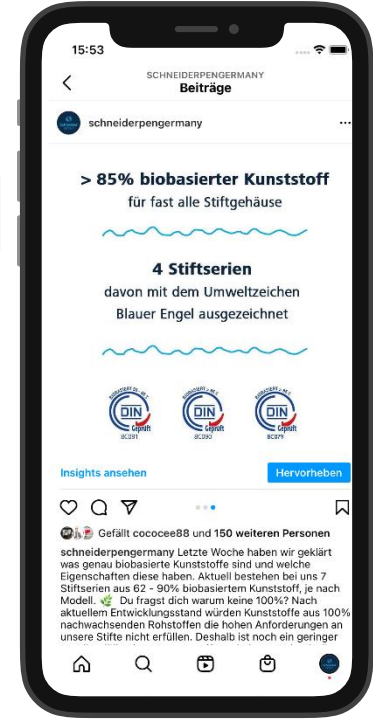 15:53
SCHNEIDERPENGERMANY
Beiträge
schneiderpengermany
> 85% biobasierter Kunststoff
für fast alle Stiftgehäuse
4 Stiftserien
davon mit dem Umweltzeichen
Blauer Engel ausgezeichnet
DIN DIN DIN
Geprüft Geprüft Geprüft
Insights ansehen
Hervorheben
Gefällt cococee88 und 150 weiteren Personen
schneiderpengermany Letzte Woche haben wir geklärt
was genau biobasierte Kunststoffe sind und welche
Eigenschaften diese haben. Aktuell bestehen bei uns 7
Stiftserien aus 62 - 90% biobasiertem Kunststoff, je nach
Modell. 🌿 Du fragst dich warum keine 100%? Nach
aktuellem Entwicklungsstand würden Kunststoffe aus 100%
nachwachsenden Rohstoffen die hohen Anforderungen an
unsere Stifte nicht erfüllen. Deshalb ist noch ein geringer